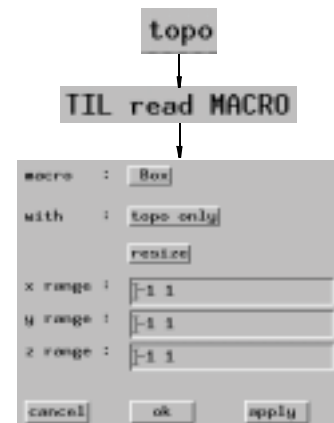 topo
TIL read MACRO
macro : Box
with : topo only
resize
x range : -1 1
y range : -1 1
z range : -1 1
cancel ok apply